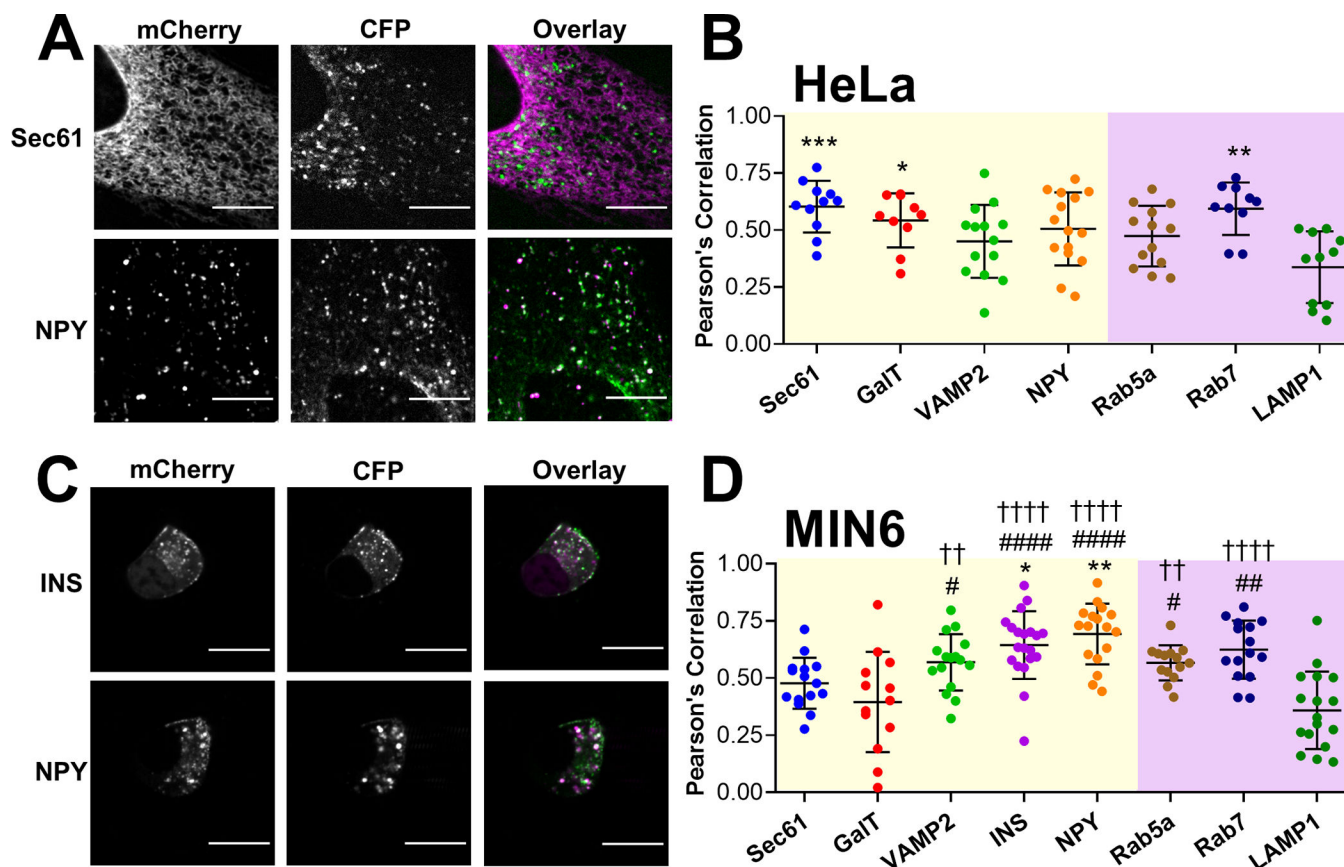 A
mCherry CFP Overlay
Sec61
NPY
B
HeLa
Pearson's Correlation
1.00
0.75
0.50
0.25
0.00
*** * **
Sec61 GalT VAMP2 NPY Rab5a Rab7 LAMP1
C
mCherry CFP Overlay
INS
NPY
D
MIN6
Pearson's Correlation
1.00
0.75
0.50
0.25
0.00
†† †††† †††† †† ††††
# #### #### # ##
* **
Sec61 GalT VAMP2 INS NPY Rab5a Rab7 LAMP1